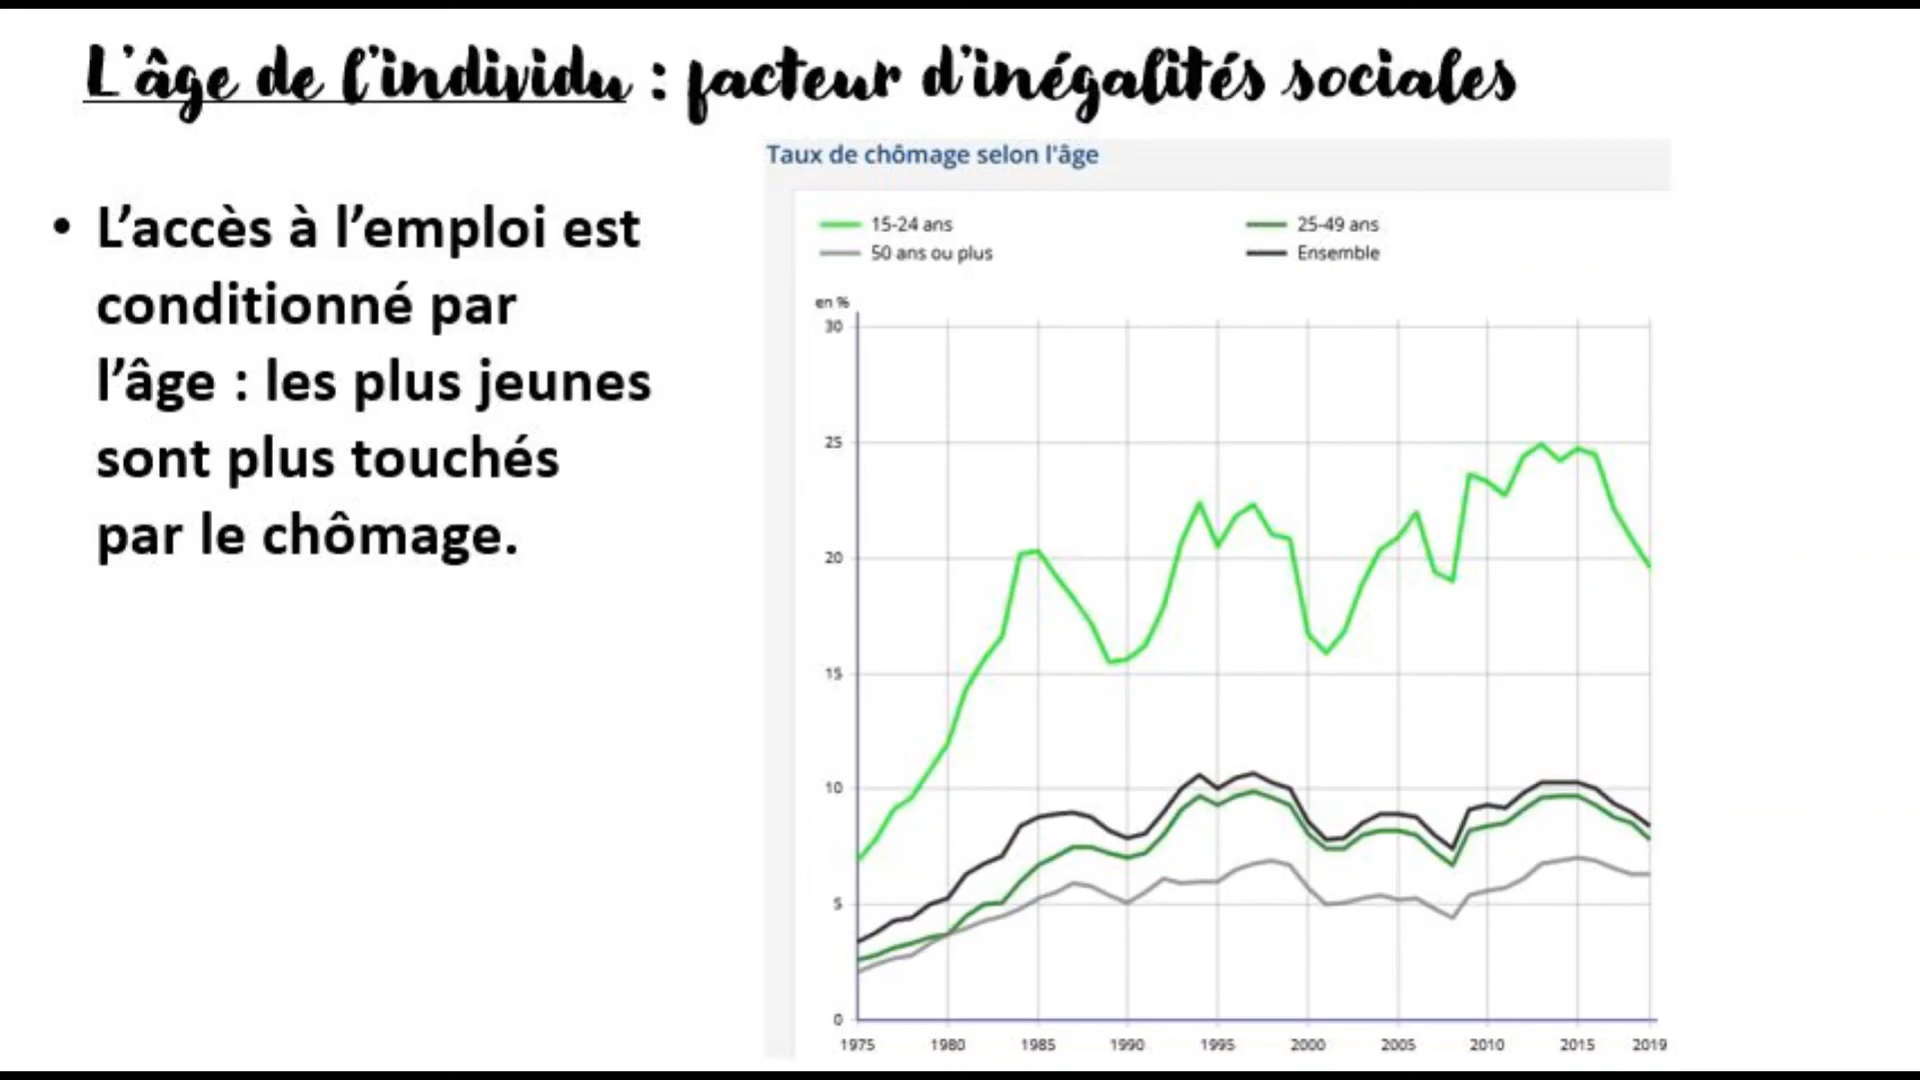 L'âge de l'individu : facteur d'inégalités sociales
• L’accès à l’emploi est
conditionné par
l’âge : les plus jeunes
sont plus touchés
par le chômage.
Taux de chômage selon l'âge
15-24 ans
25-49 ans
50 ans ou plus
Ensemble
en %
30
25
20
15
10
5
0
1975 1980 1985 1990 1995 2000 2005 2010 2015 2019